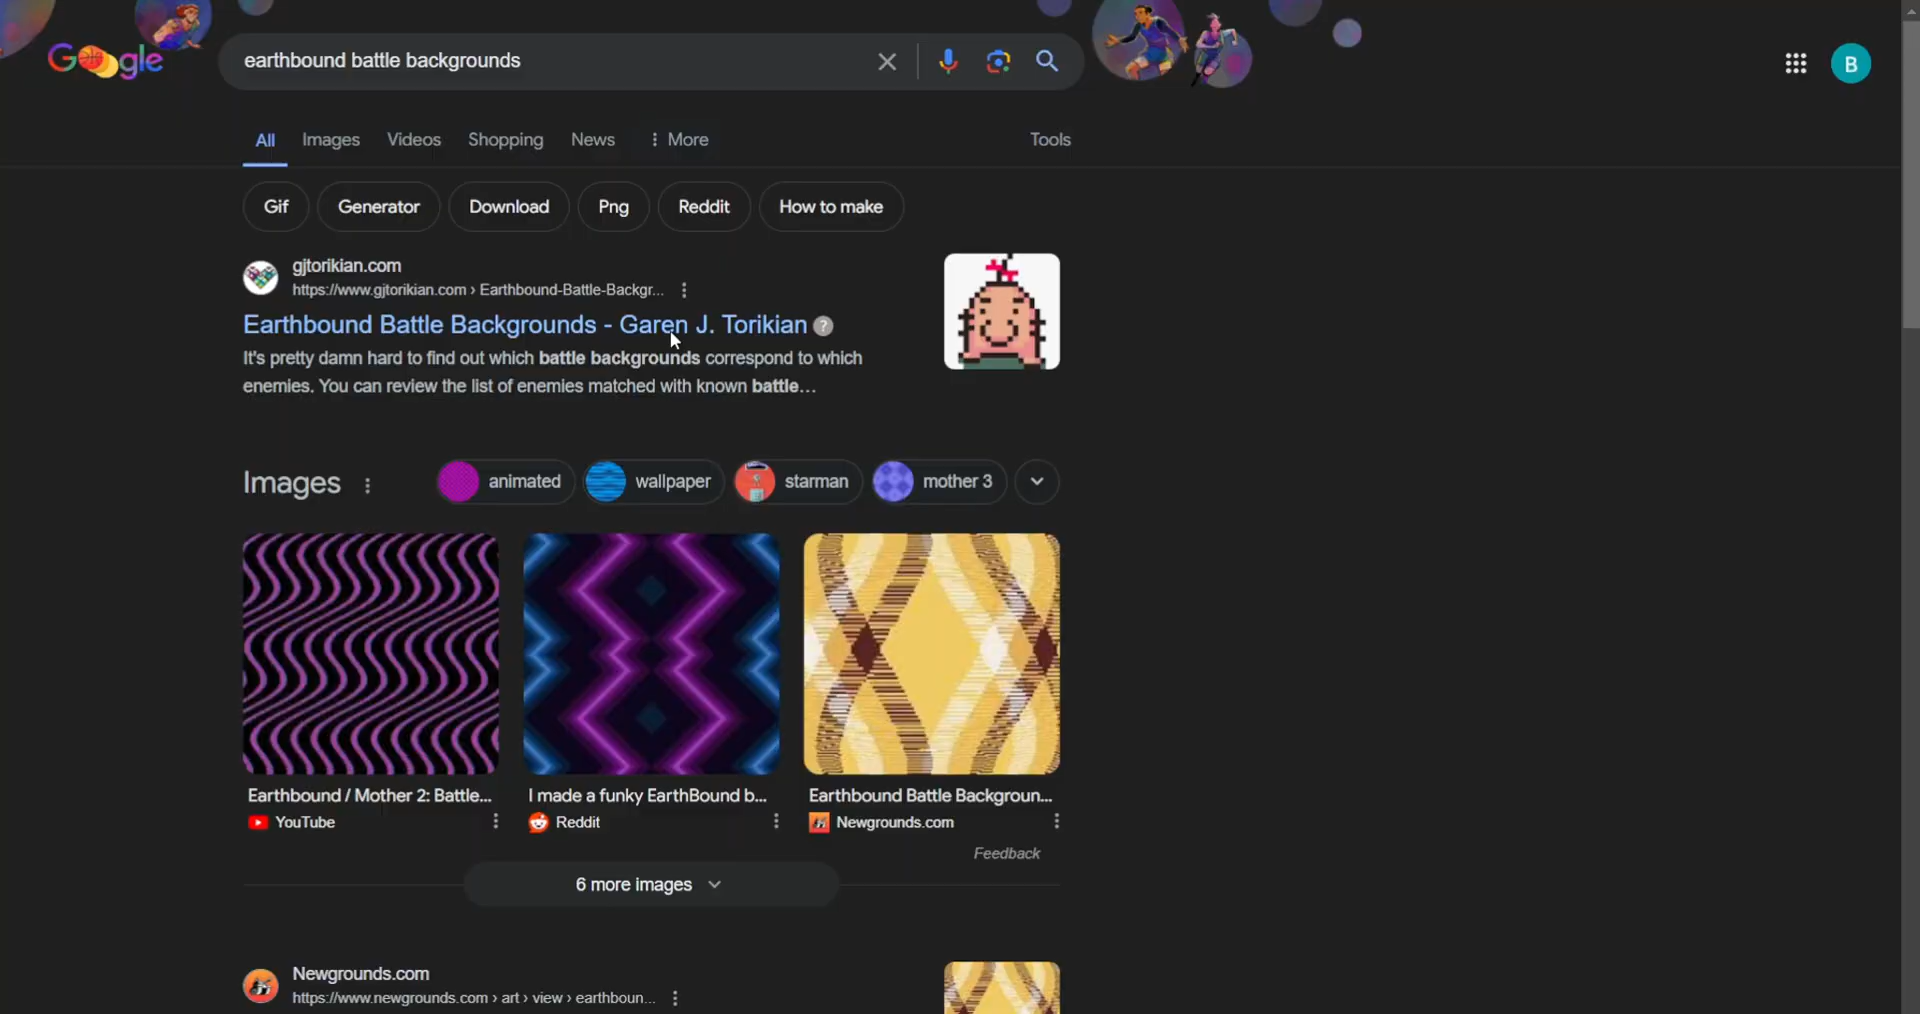 Google
earthbound battle backgrounds
B
All Images Videos Shopping News More Tools
Gif Generator Download Png Reddit How to make
gjtorikian.com
https://www.gjtorikian.com › Earthbound-Battle-Backgr...
Earthbound Battle Backgrounds - Garen J. Torikian ?
It's pretty damn hard to find out which battle backgrounds correspond to which
enemies. You can review the list of enemies matched with known battle...
Images animated wallpaper starman mother 3
Earthbound / Mother 2: Battle... I made a funky EarthBound b... Earthbound Battle Backgroun...
YouTube Reddit Newgrounds.com
Feedback
6 more images
Newgrounds.com
https://www.newgrounds.com › art › view › earthboun...